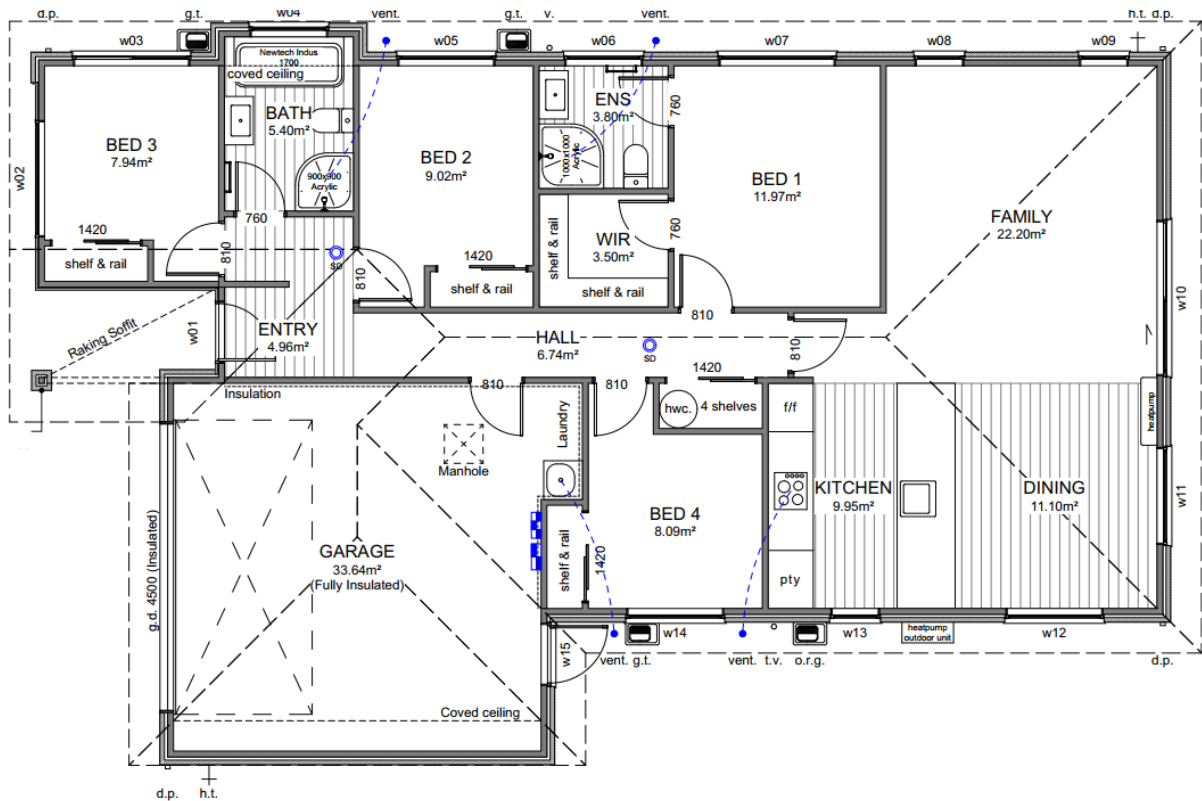 d.p.
g.t.
w04
vent.
g.t.
v.
vent.
h.t.
d.p.
w03
w05
w06
w07
w08
w09
Newtech Indus
1700
coved ceiling
BATH
5.40m²
900x900
Acrylic
760
BED 3
7.94m²
w02
1420
shelf & rail
810
BED 2
9.02m²
1420
shelf & rail
810
SD
ENS
3.80m²
1000x1000
Acrylic
760
WIR
3.50m²
760
shelf & rail
shelf & rail
BED 1
11.97m²
810
FAMILY
22.20m²
w10
Raking Soffit
w01
ENTRY
4.96m²
HALL
6.74m²
SD
810
810
810
1420
hwc.
4 shelves
f/f
heatpump
Insulation
Laundry
Manhole
GARAGE
33.64m²
(Fully Insulated)
g.d. 4500 (Insulated)
shelf & rail
1420
BED 4
8.09m²
KITCHEN
9.95m²
pty
DINING
11.10m²
w11
w14
w13
heatpump
outdoor unit
w12
w15
vent.
g.t.
vent.
t.v.
o.r.g.
d.p.
Coved ceiling
d.p.
h.t.